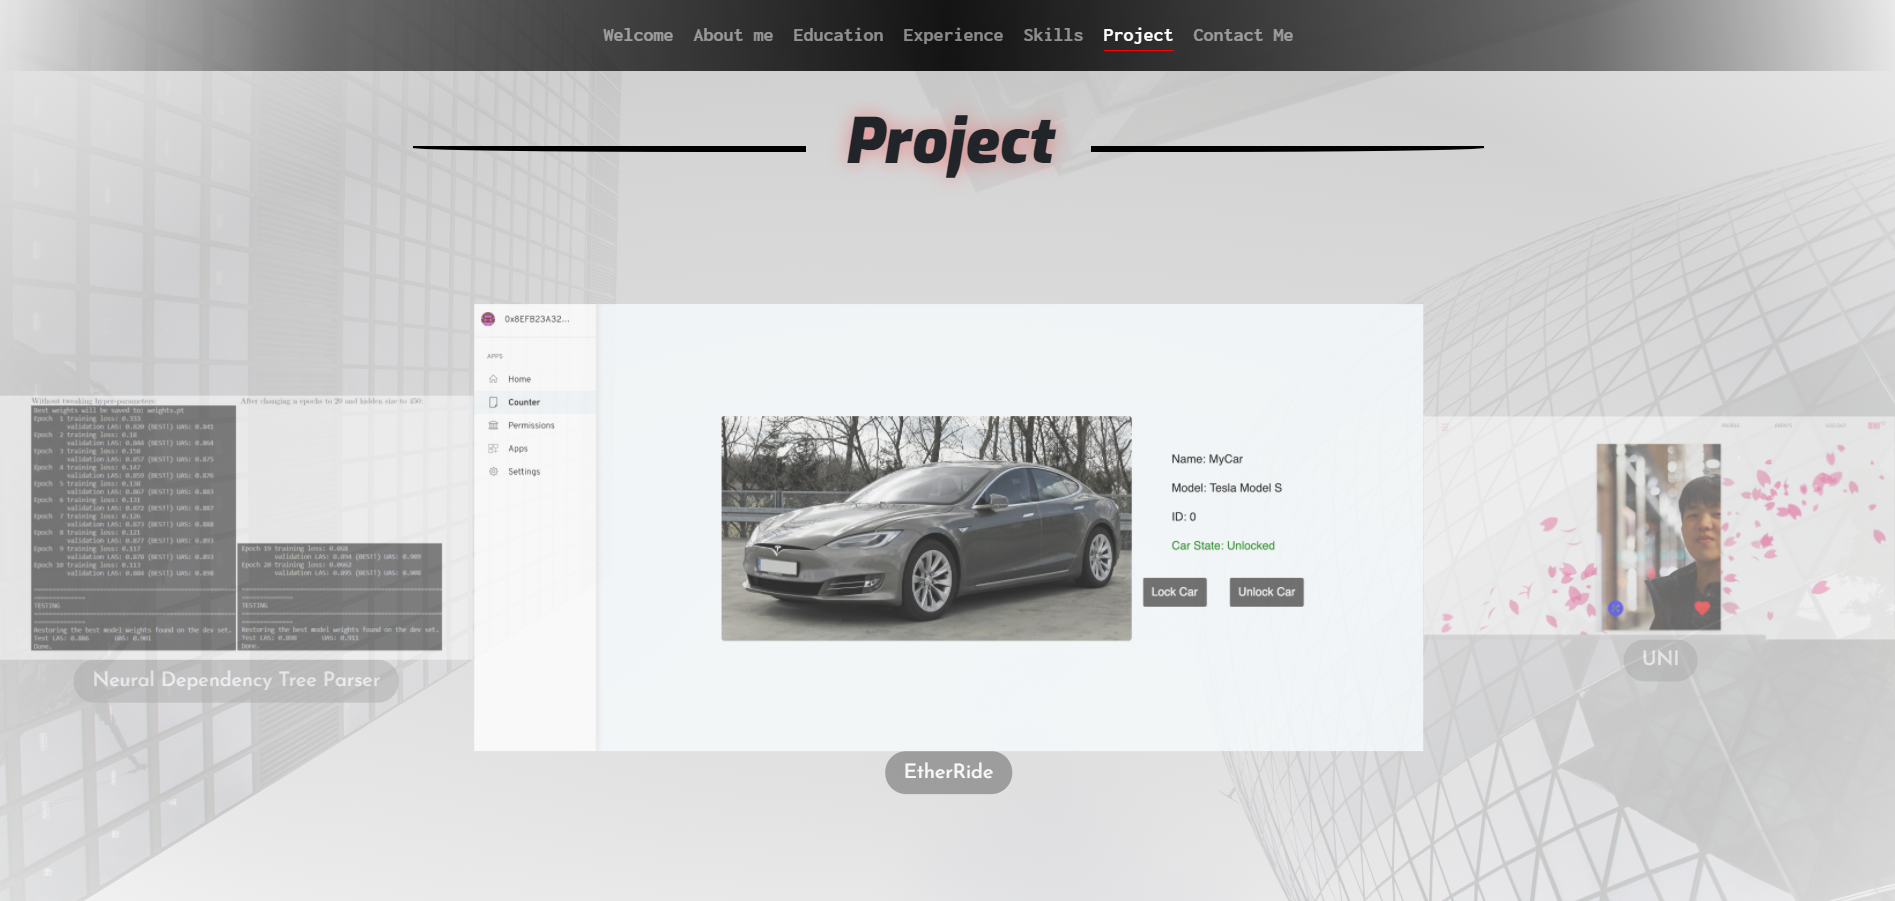 Welcome About me Education Experience Skills Project Contact Me
Project
Without tweaking hyper-parameters:
Best weights will be saved to: weights.pt
Epoch 1 training loss: 0.333
validation LAS: 0.820 (BEST!) UAS: 0.841
Epoch 2 training loss: 0.18
validation LAS: 0.844 (BEST!) UAS: 0.864
Epoch 3 training loss: 0.158
validation LAS: 0.857 (BEST!) UAS: 0.875
Epoch 4 training loss: 0.147
validation LAS: 0.859 (BEST!) UAS: 0.876
Epoch 5 training loss: 0.138
validation LAS: 0.867 (BEST!) UAS: 0.883
Epoch 6 training loss: 0.131
validation LAS: 0.872 (BEST!) UAS: 0.887
Epoch 7 training loss: 0.126
validation LAS: 0.873 (BEST!) UAS: 0.888
Epoch 8 training loss: 0.121
validation LAS: 0.877 (BEST!) UAS: 0.893
Epoch 9 training loss: 0.117
validation LAS: 0.878 (BEST!) UAS: 0.893
Epoch 10 training loss: 0.113
validation LAS: 0.884 (BEST!) UAS: 0.898
TESTING
Restoring the best model weights found on the dev set.
Test LAS: 0.886 UAS: 0.901
Done.
After changing n epochs to 20 and hidden size to 450:
Epoch 19 training loss: 0.068
validation LAS: 0.894 (BEST!) UAS: 0.909
Epoch 20 training loss: 0.0662
validation LAS: 0.895 (BEST!) UAS: 0.908
TESTING
Restoring the best model weights found on the dev set.
Test LAS: 0.898 UAS: 0.911
Done.
Neural Dependency Tree Parser
0x8EFB23A32...
APPS
Home
Counter
Permissions
Apps
Settings
Name: MyCar
Model: Tesla Model S
ID: 0
Car State: Unlocked
Lock Car Unlock Car
EtherRide
UNI